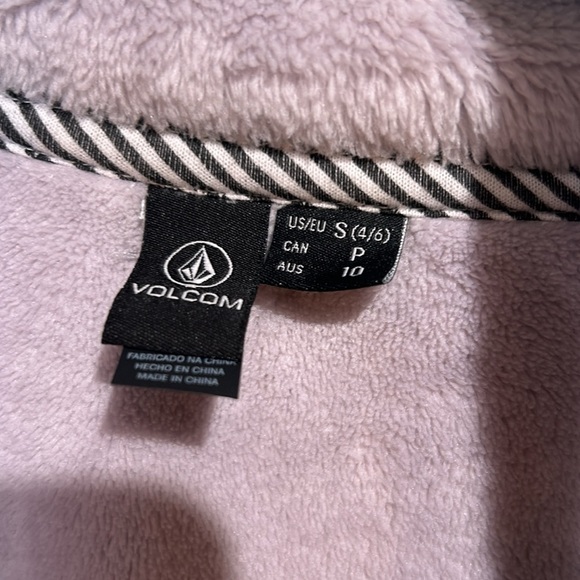 VOLCOM
US/EU S (4/6)
CAN P
AUS 10
FABRICADO NA CHINA
HECHO EN CHINA
MADE IN CHINA